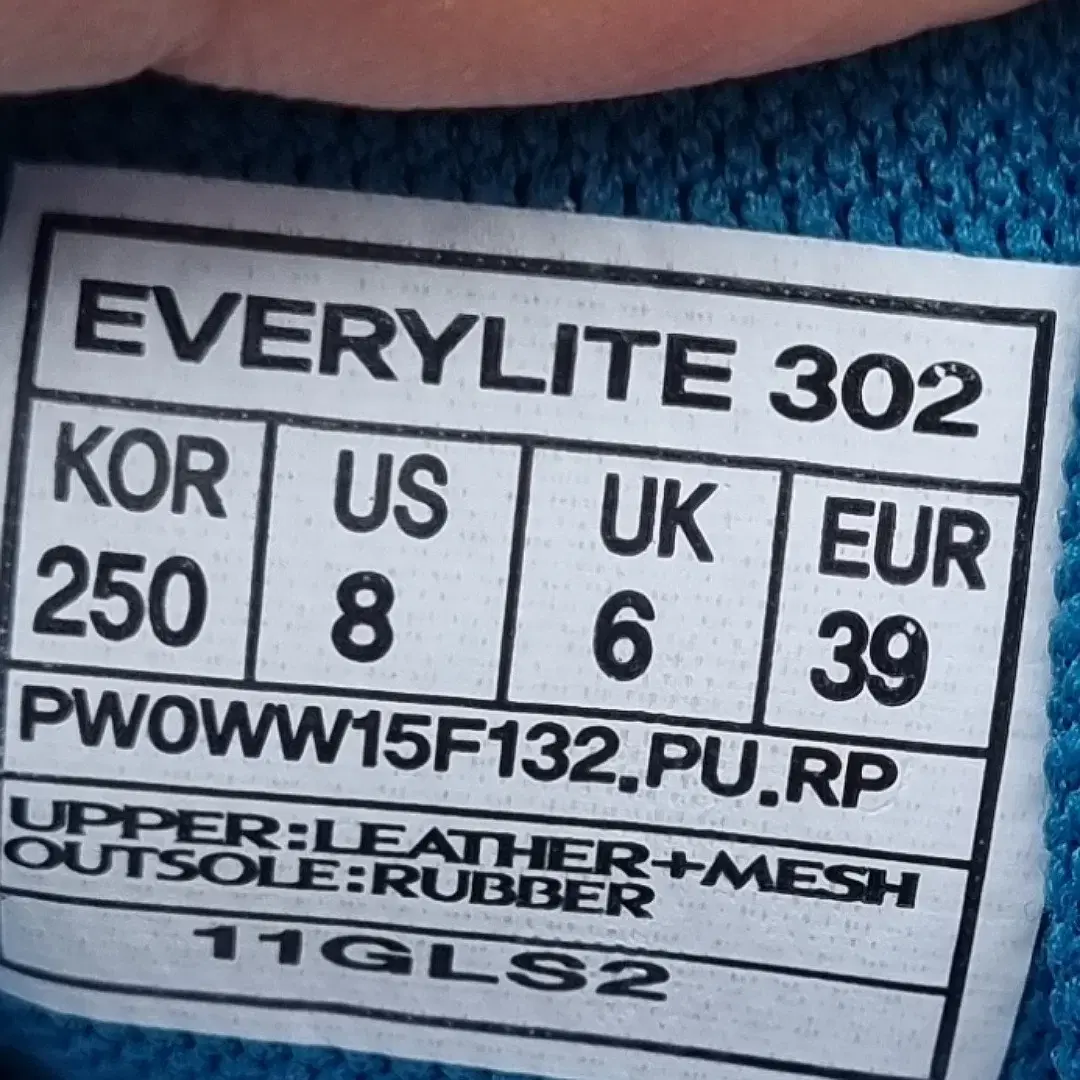 EVERYLITE 302
KOR US UK EUR
250 8 6 39
PW0WW15F132.PU.RP
UPPER:LEATHER+MESH
OUTSOLE:RUBBER
11GLS2